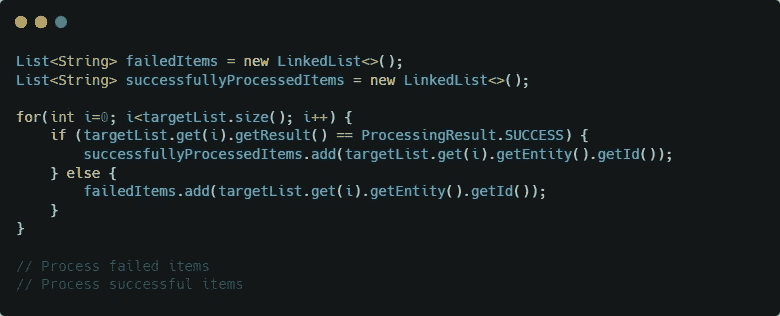 List<String> failedItems = new LinkedList<>();
List<String> successfullyProcessedItems = new LinkedList<>();

for(int i=0; i<targetList.size(); i++) {
    if (targetList.get(i).getResult() == ProcessingResult.SUCCESS) {
        successfullyProcessedItems.add(targetList.get(i).getEntity().getId());
    } else {
        failedItems.add(targetList.get(i).getEntity().getId());
    }
}

// Process failed items
// Process successful items